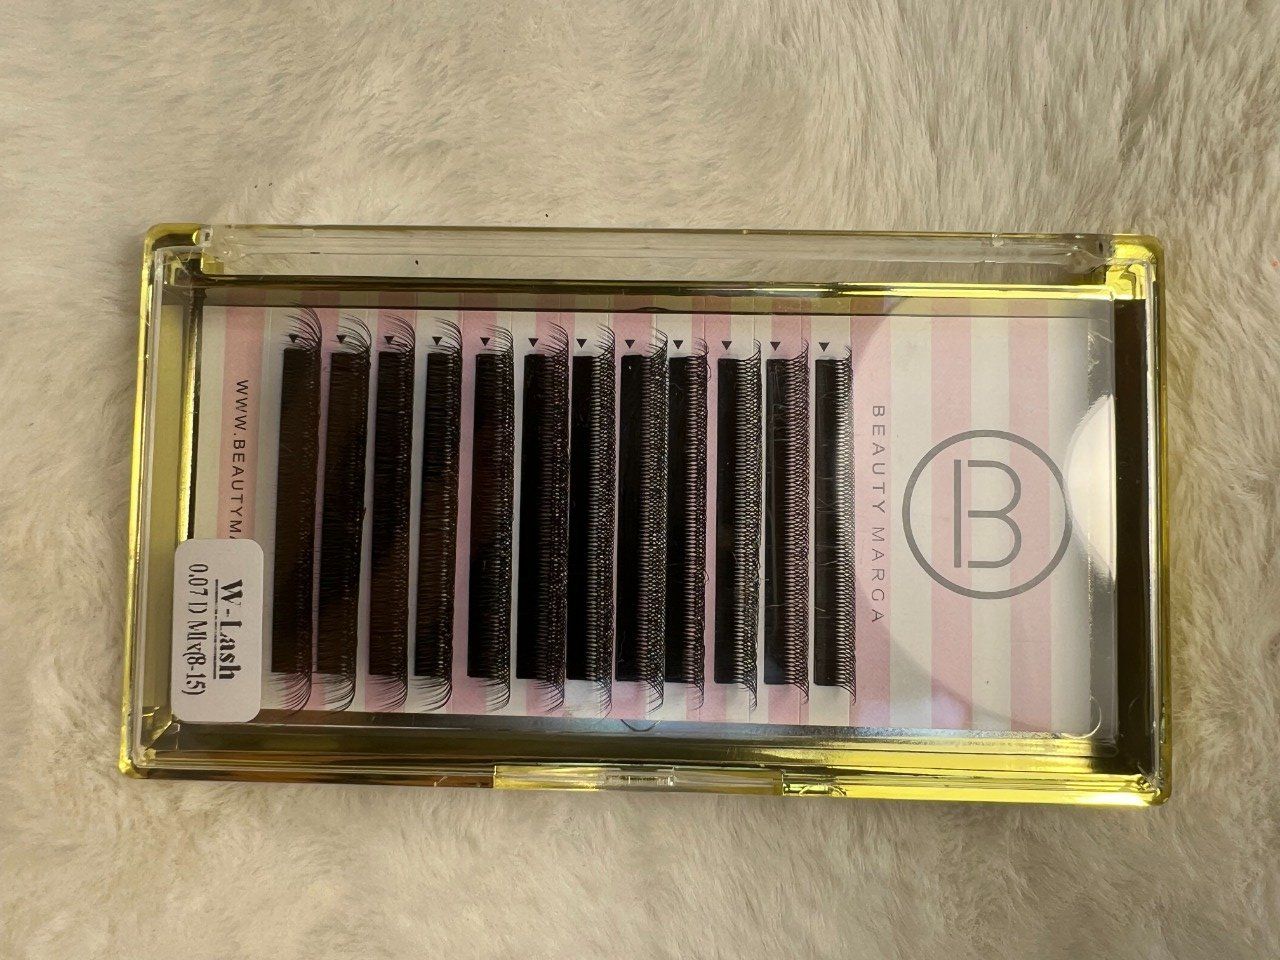 B
BEAUTY MARGA
WWW.BEAUTYMA
W-Lash
0.07 D MIx(8-15)